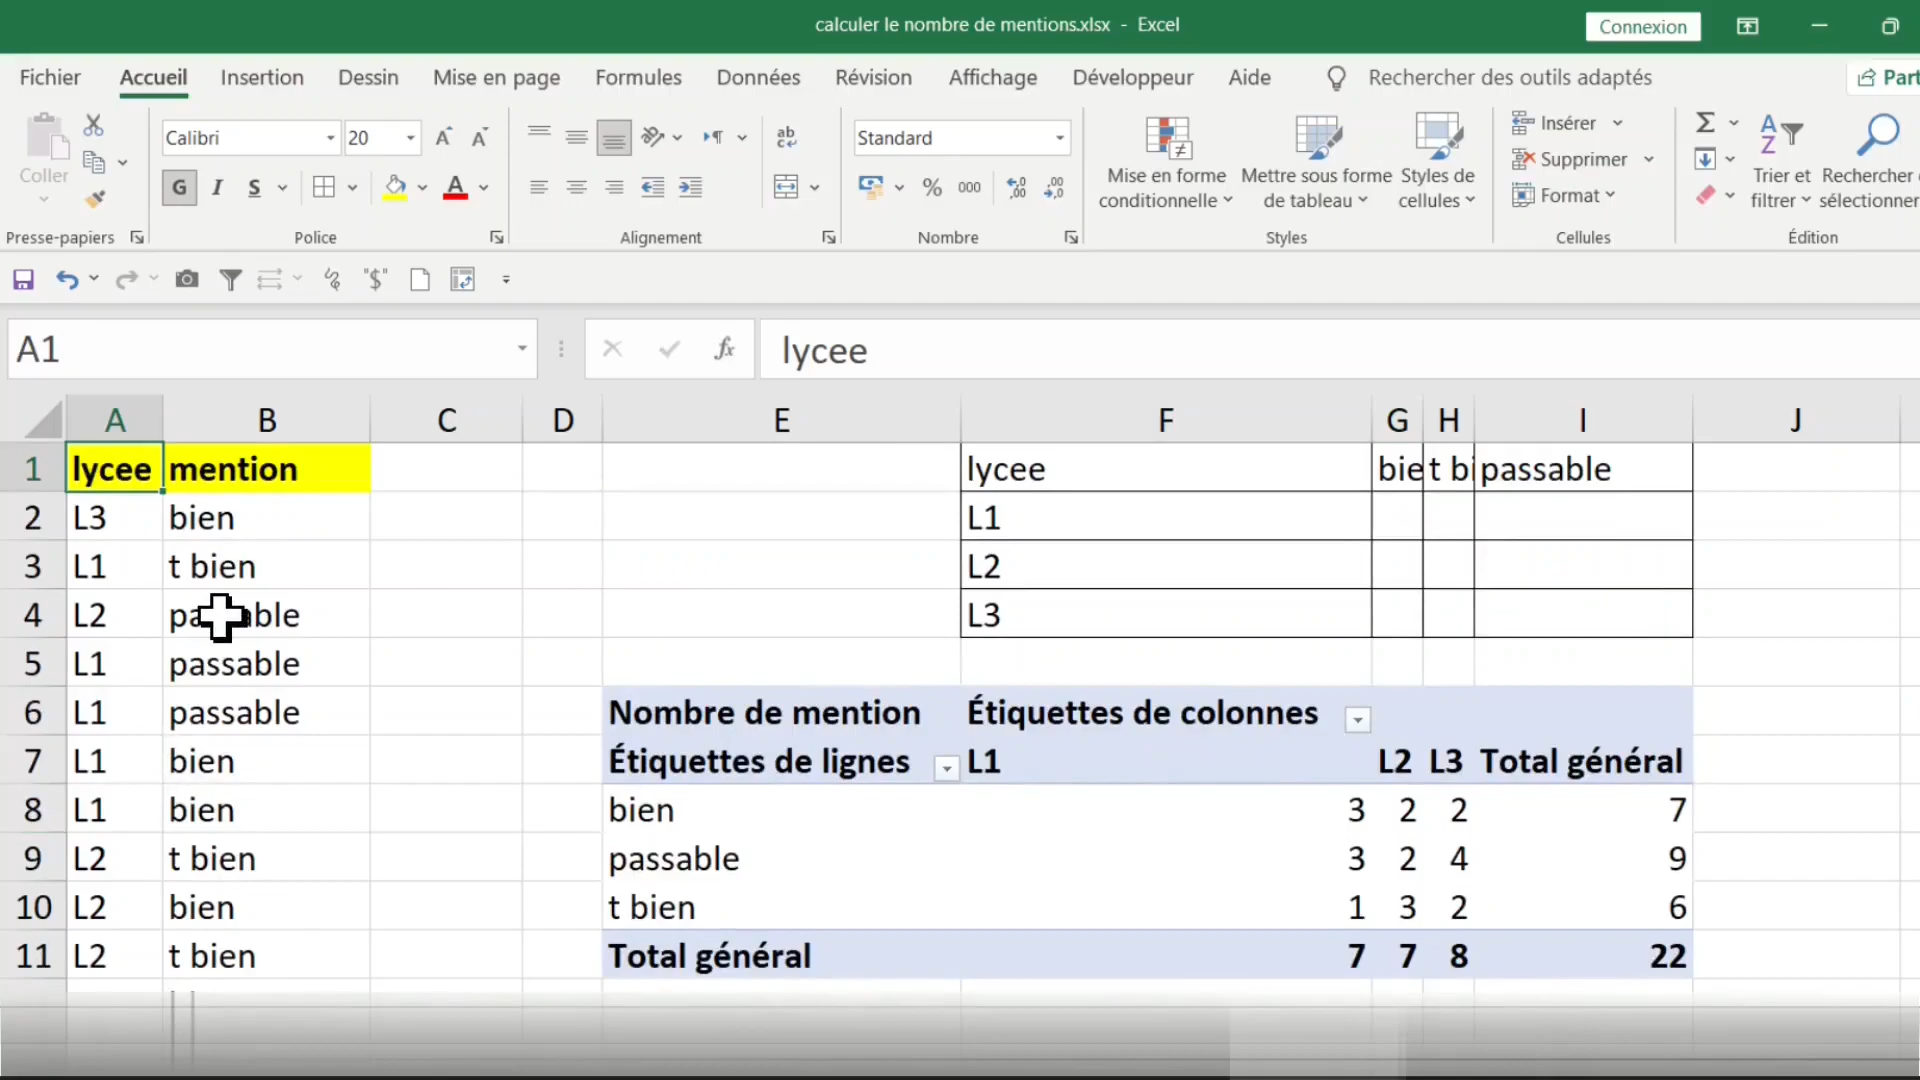 calculer le nombre de mentions.xlsx - Excel
Connexion
Fichier Accueil Insertion Dessin Mise en page Formules Données Révision Affichage Développeur Aide Rechercher des outils adaptés Part
Coller
Calibri 20
G I S
Standard
% 000
Mise en forme conditionnelle
Mettre sous forme de tableau
Styles de cellules
Insérer
Supprimer
Format
Trier et filtrer
Rechercher sélectionner
Presse-papiers Police Alignement Nombre Styles Cellules Édition
A1 fx lycee
A B C D E F G H I J
1 lycee mention lycee bie t bi passable
2 L3 bien L1
3 L1 t bien L2
4 L2 L3
5 L1 passable
6 L1 passable Nombre de mention Étiquettes de colonnes
7 L1 bien Étiquettes de lignes L1 L2 L3 Total général
8 L1 bien bien 3 2 2 7
9 L2 t bien passable 3 2 4 9
10 L2 bien t bien 1 3 2 6
11 L2 t bien Total général 7 7 8 22